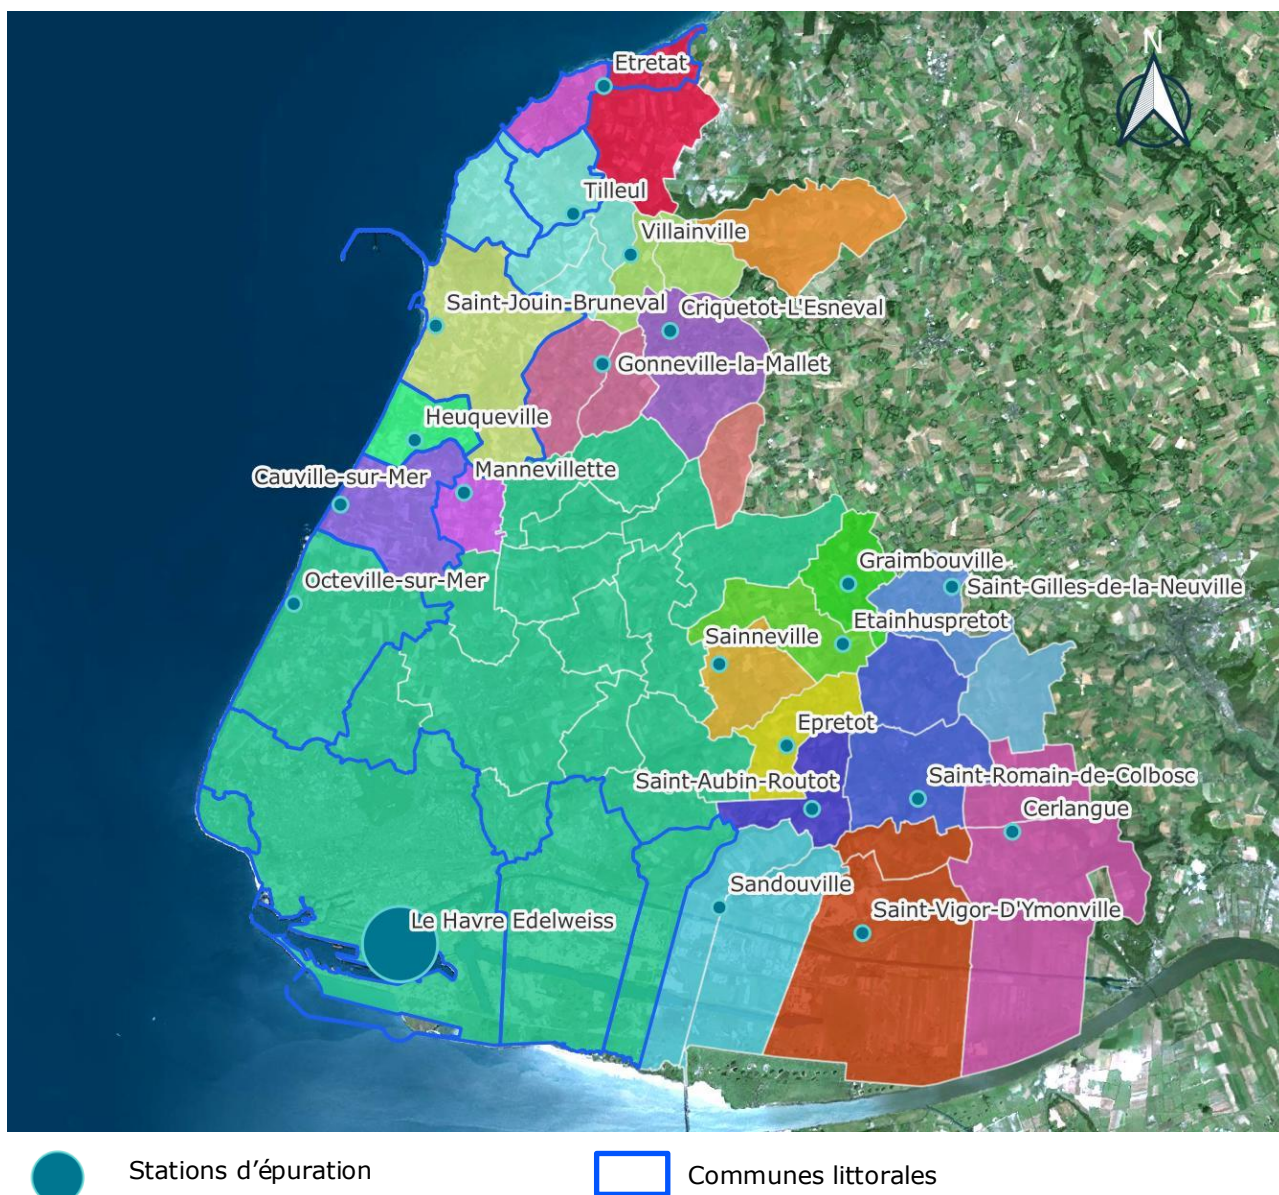 N
Etretat
Tilleul
Villainville
Saint-Jouin-Bruneval
Criquetot-L'Esneval
Gonneville-la-Mallet
Heuqueville
Cauville-sur-Mer
Mannevillette
Octeville-sur-Mer
Graimbouville
Saint-Gilles-de-la-Neuville
Sainneville
Etainhuspretot
Epretot
Saint-Aubin-Routot
Saint-Romain-de-Colbosc
Cerlangue
Sandouville
Saint-Vigor-D'Ymonville
Le Havre Edelweiss
Stations d’épuration
Communes littorales